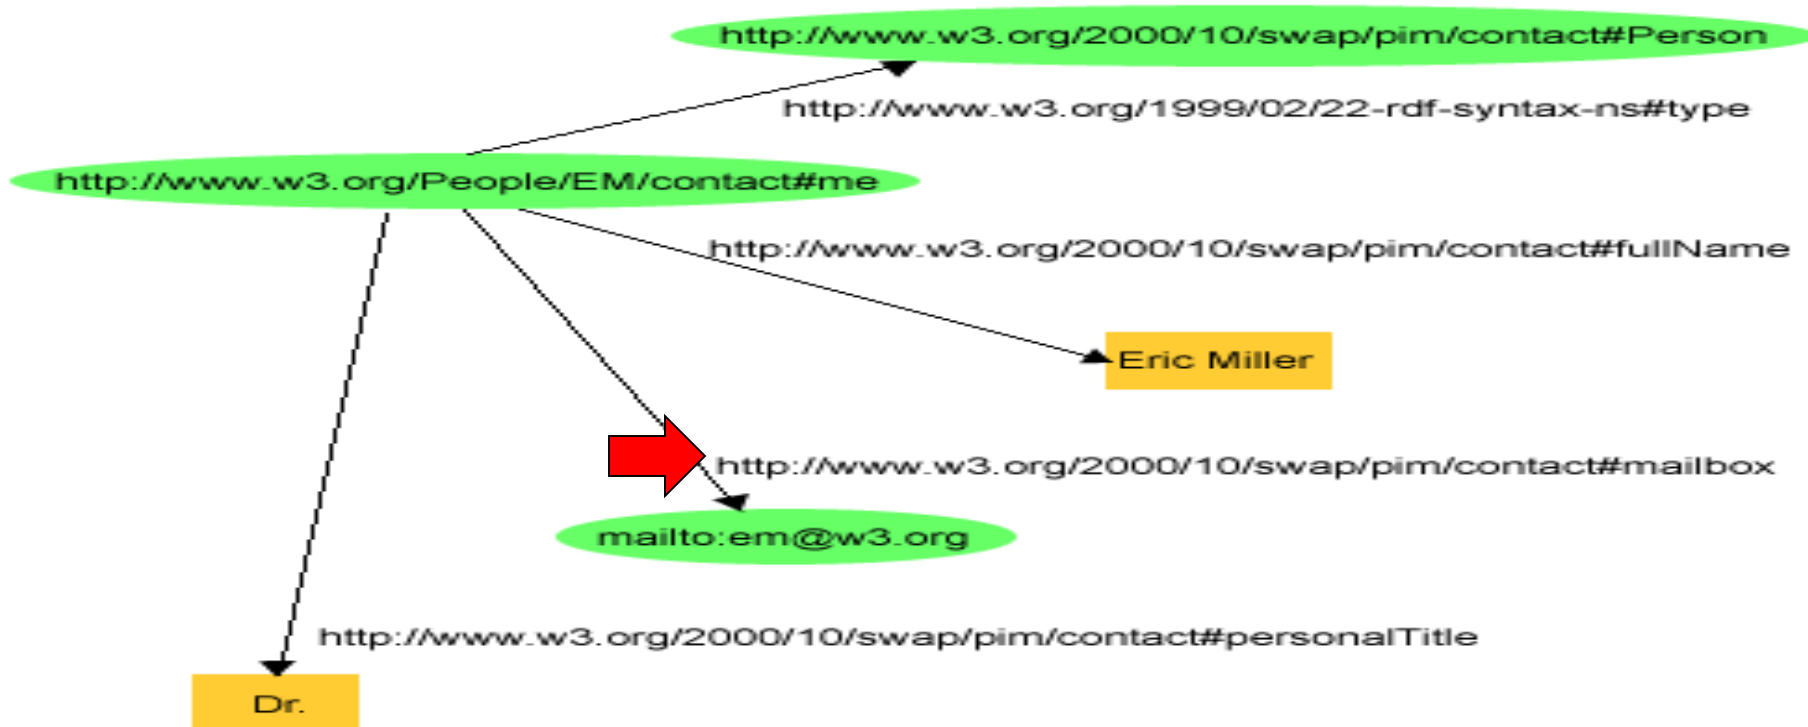 http://www.w3.org/2000/10/swap/pim/contact#Person
http://www.w3.org/1999/02/22-rdf-syntax-ns#type
http://www.w3.org/People/EM/contact#me
http://www.w3.org/2000/10/swap/pim/contact#fullName
Eric Miller
http://www.w3.org/2000/10/swap/pim/contact#mailbox
mailto:em@w3.org
http://www.w3.org/2000/10/swap/pim/contact#personalTitle
Dr.